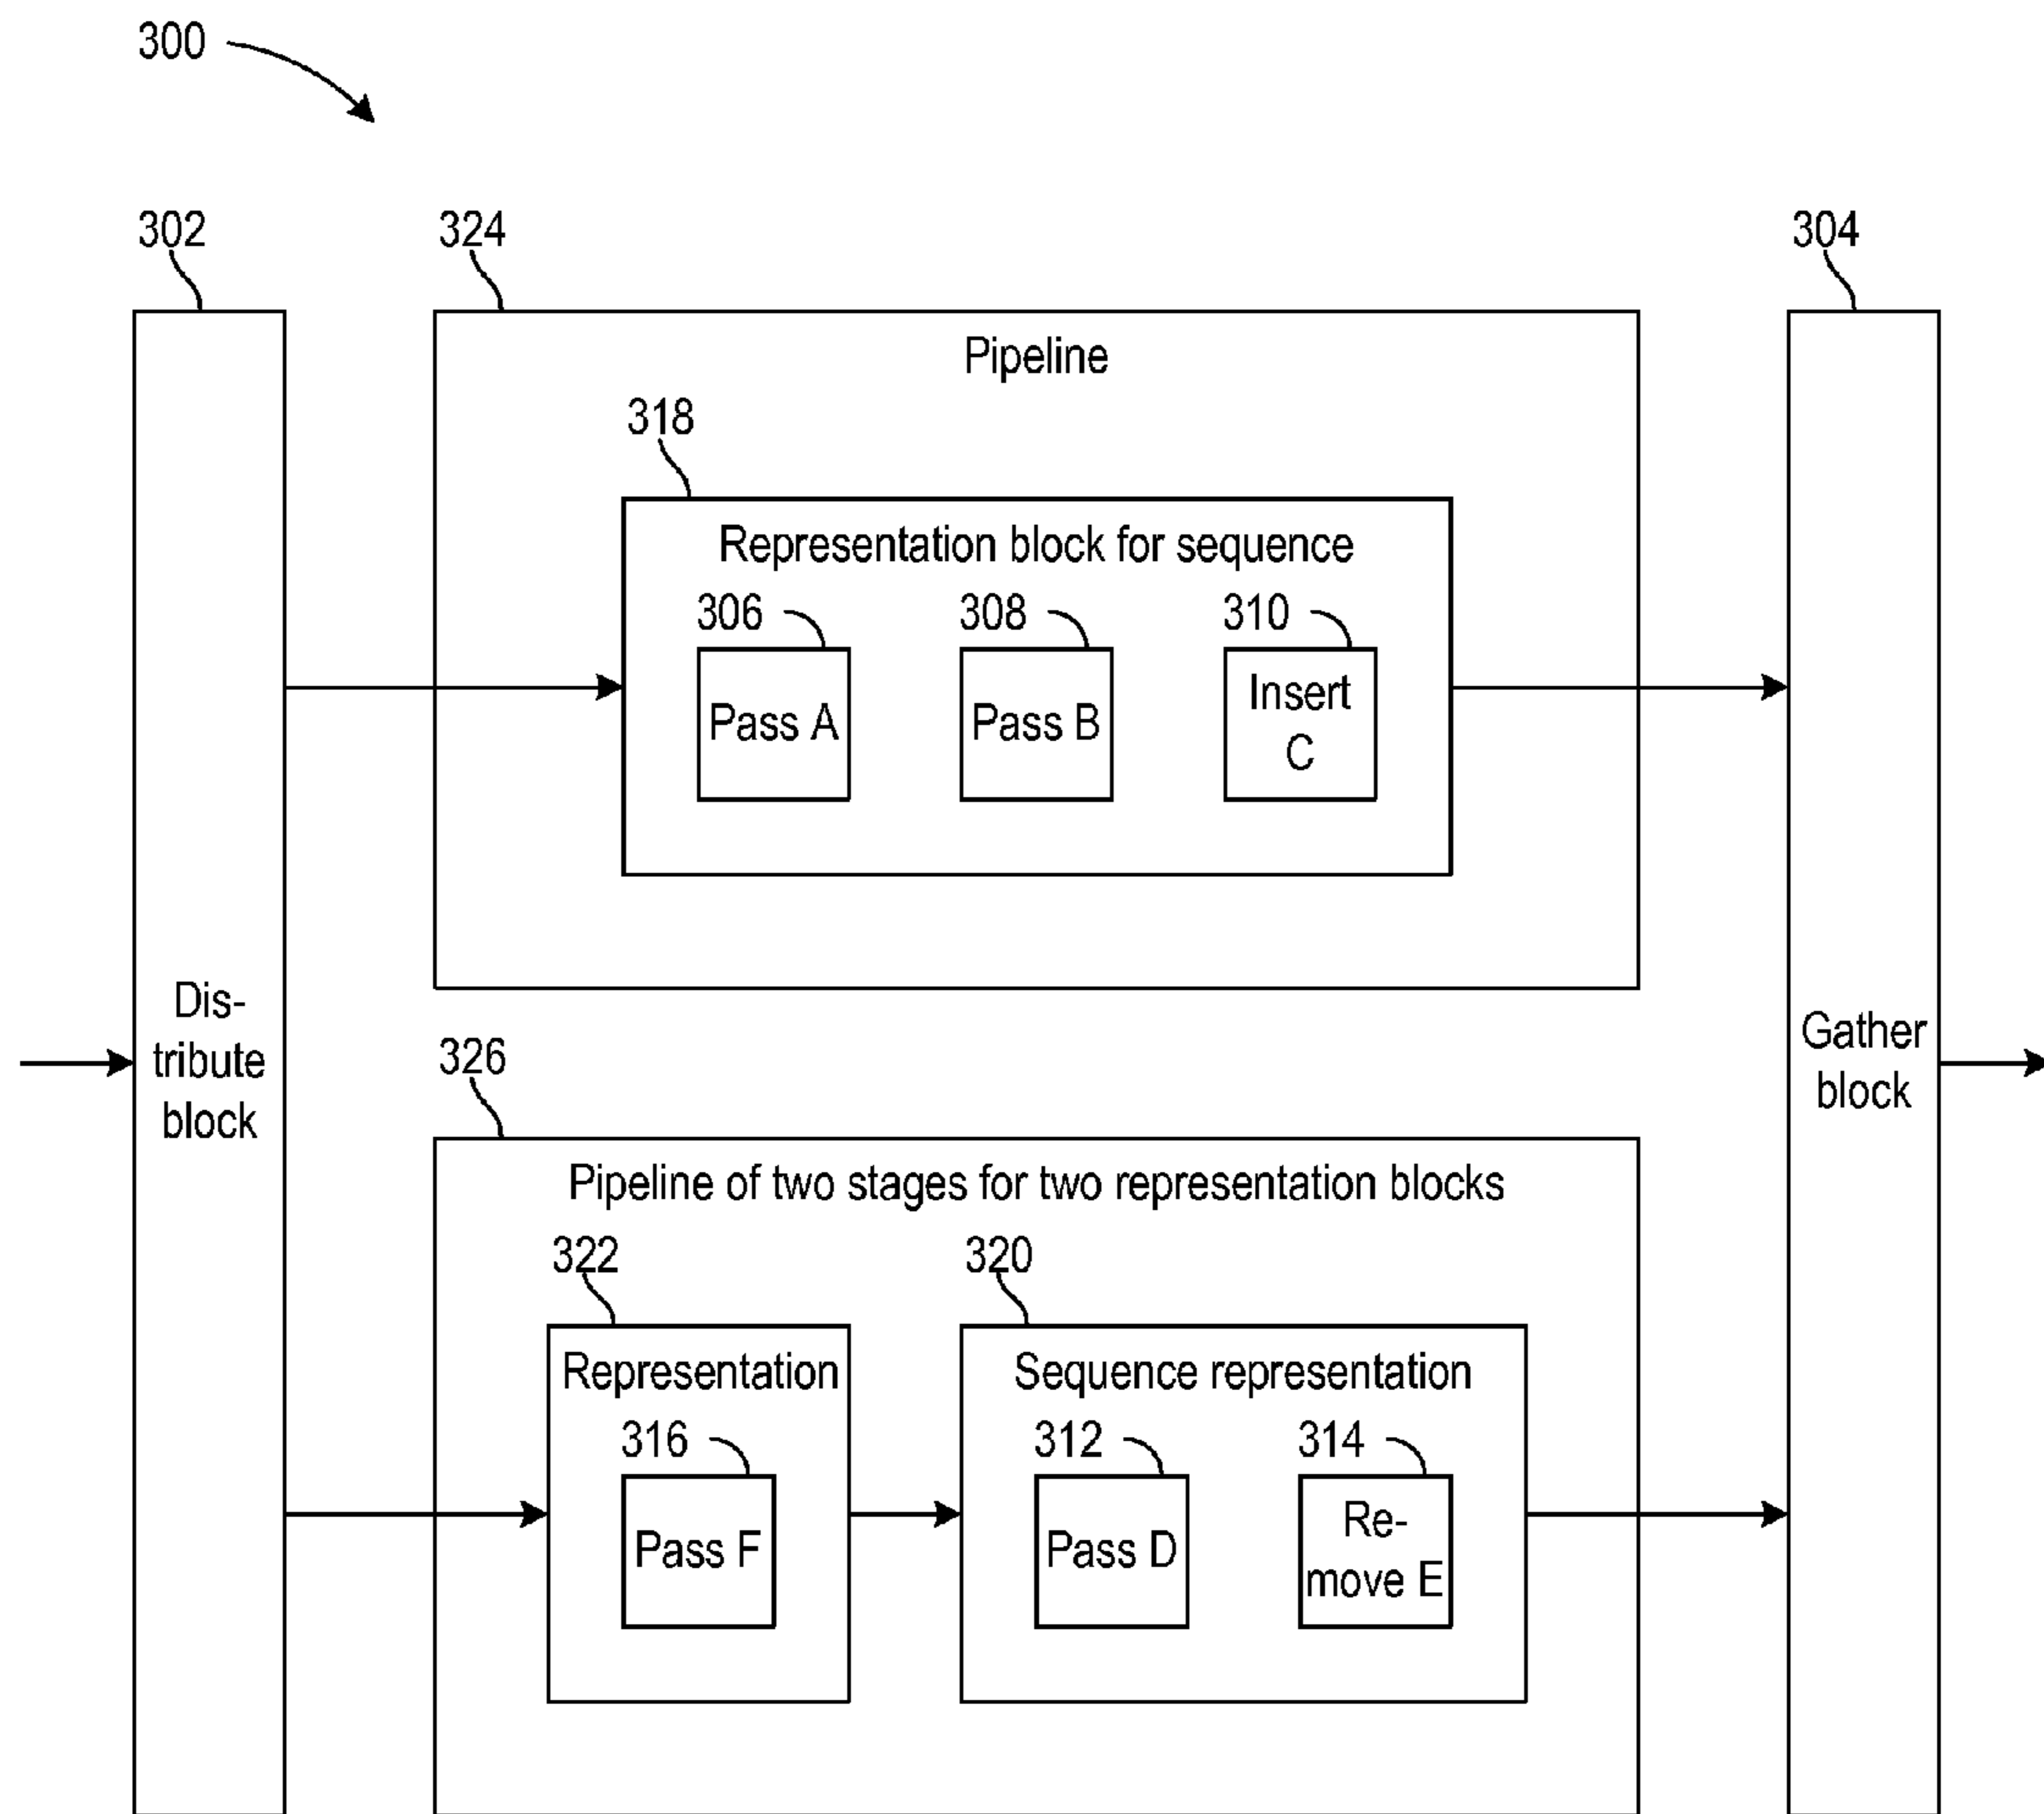 300
302
324
304
Pipeline
318
Representation block for sequence
306
308
310
Pass A
Pass B
Insert
C
Dis-
tribute
block
Gather
block
326
Pipeline of two stages for two representation blocks
322
320
Representation
Sequence representation
316
312
314
Pass F
Pass D
Re-
move E